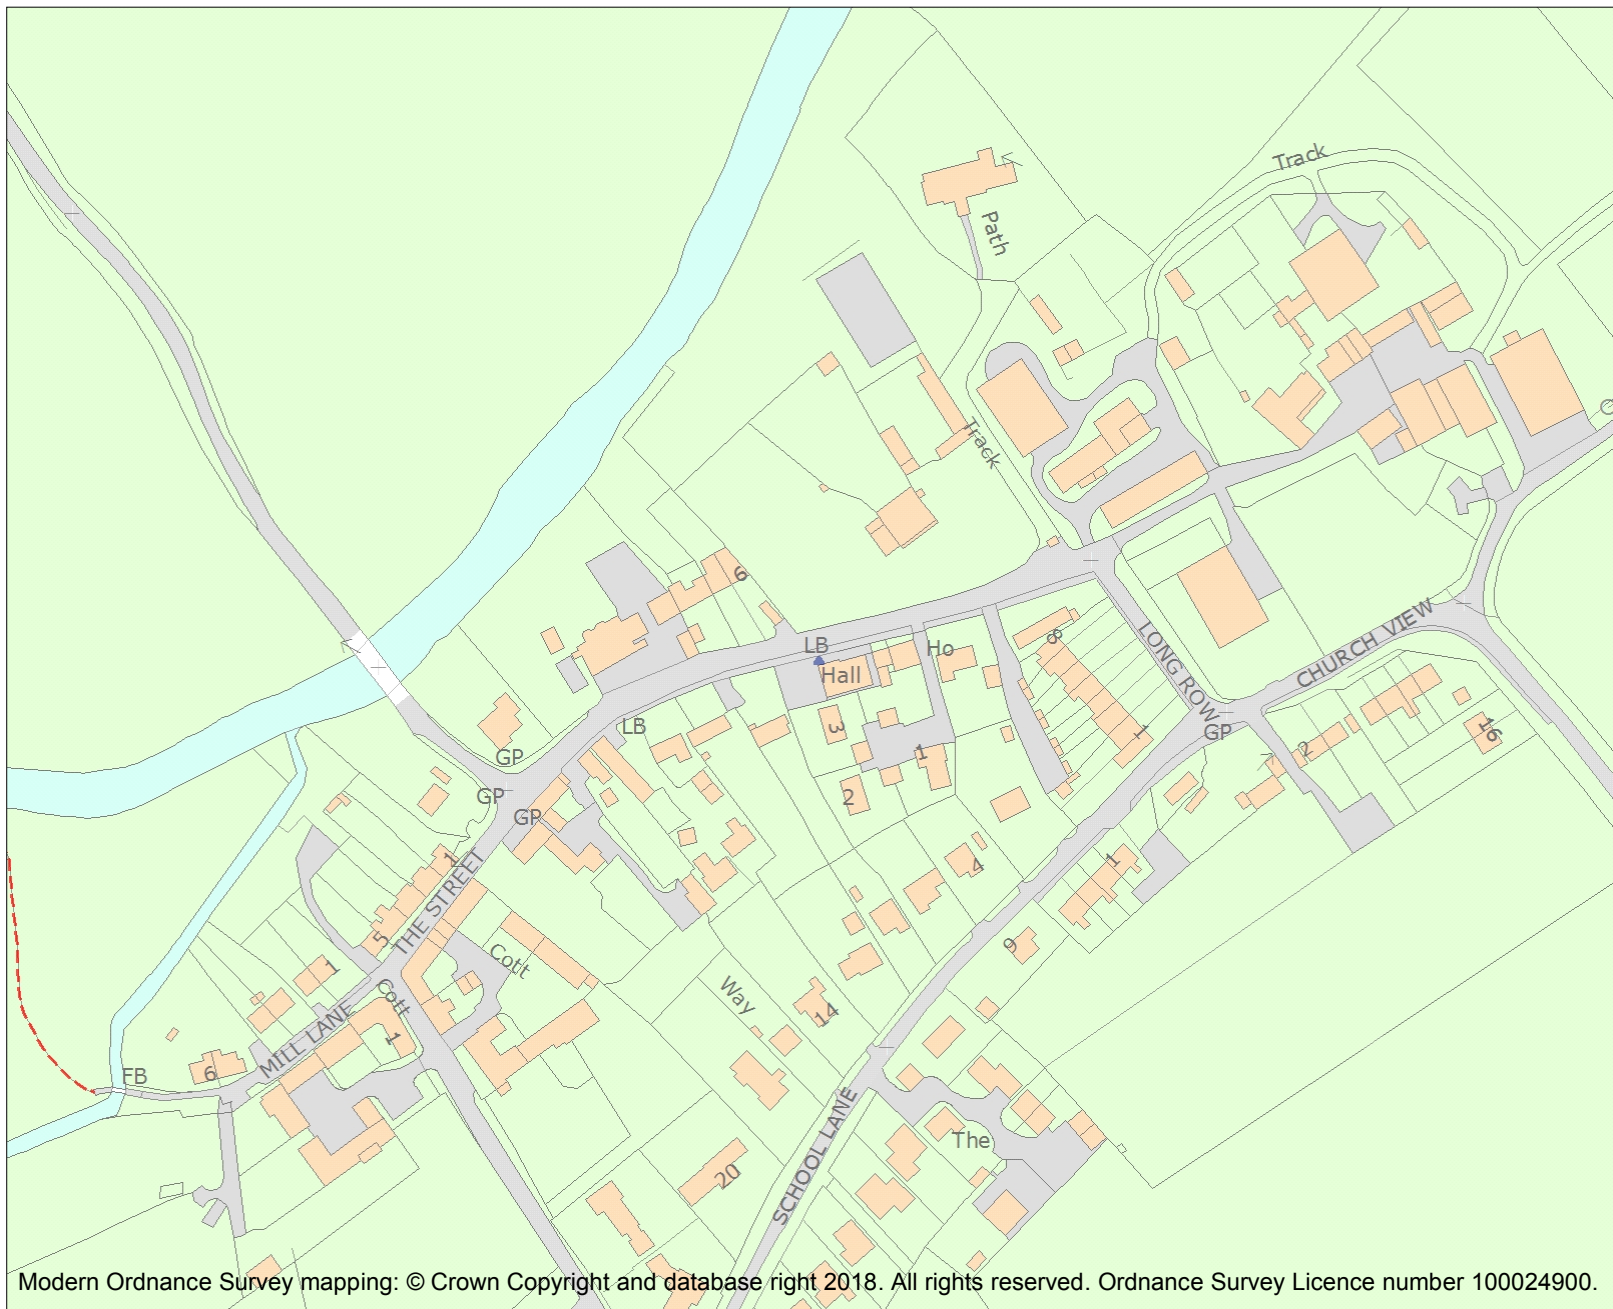 Track
Path
Track
6
LB
Hall
Ho
8
LONG ROW
CHURCH VIEW
LB
3
1
1
GP
2
16
GP
GP
GP
2
1
THE STREET
4
1
5
Cott
9
1
Way
14
Cott
MILL LANE
1
FB
6
SCHOOL LANE
The
20
Modern Ordnance Survey mapping: © Crown Copyright and database right 2018. All rights reserved. Ordnance Survey Licence number 100024900.